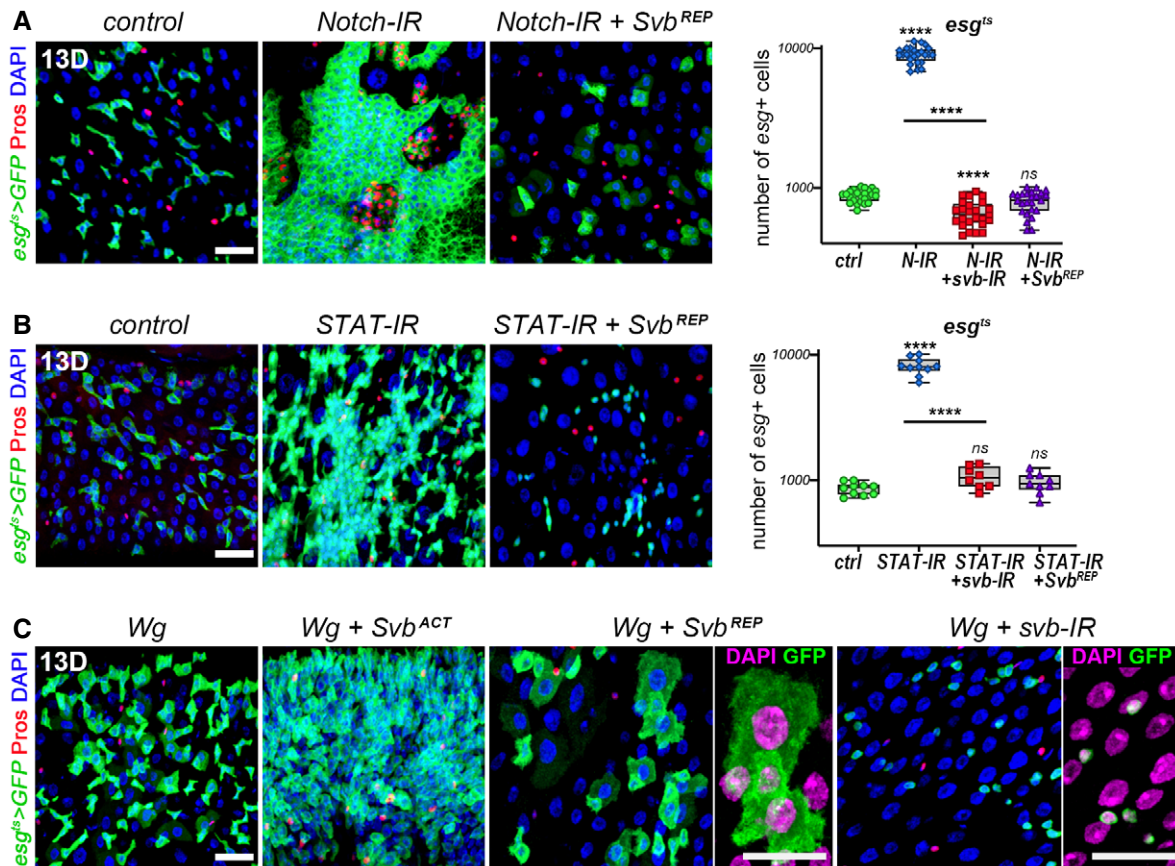 A
control
Notch-IR
Notch-IR + Svb^REP
esg^ts>GFP Pros DAPI
13D
esg^ts
number of esg+ cells
10000
1000
****
****
****
ns
ctrl
N-IR
N-IR +svb-IR
N-IR +Svb^REP
B
control
STAT-IR
STAT-IR + Svb^REP
esg^ts>GFP Pros DAPI
13D
esg^ts
number of esg+ cells
10000
1000
****
****
ns
ns
ctrl
STAT-IR
STAT-IR +svb-IR
STAT-IR +Svb^REP
C
Wg
Wg + Svb^ACT
Wg + Svb^REP
Wg + svb-IR
esg^ts>GFP Pros DAPI
13D
DAPI GFP
DAPI GFP